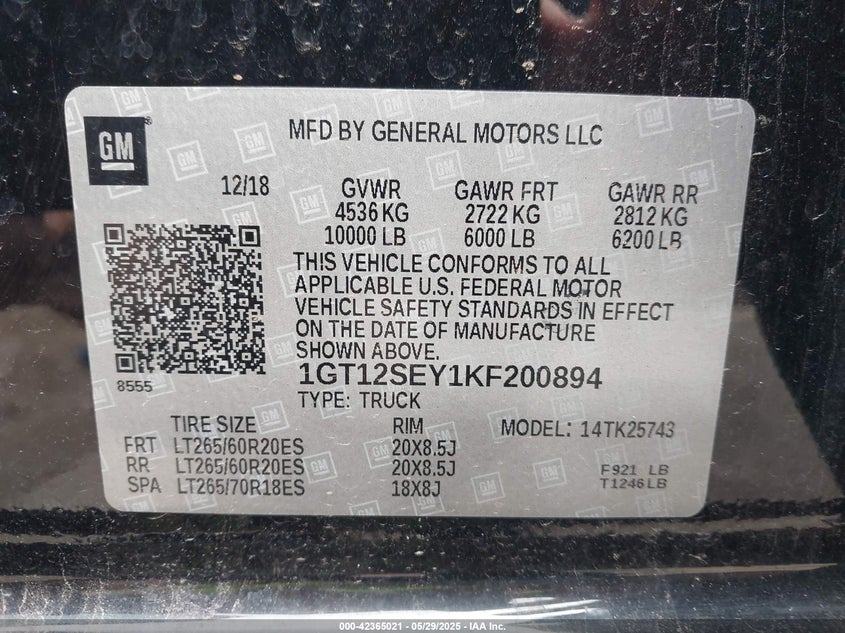 GM
MFD BY GENERAL MOTORS LLC
12/18 GVWR GAWR FRT GAWR RR
4536 KG 2722 KG 2812 KG
10000 LB 6000 LB 6200 LB
THIS VEHICLE CONFORMS TO ALL
APPLICABLE U.S. FEDERAL MOTOR
VEHICLE SAFETY STANDARDS IN EFFECT
ON THE DATE OF MANUFACTURE
SHOWN ABOVE.
8555
1GT12SEY1KF200894
TYPE: TRUCK
TIRE SIZE RIM MODEL: 14TK25743
FRT LT265/60R20ES 20X8.5J
RR LT265/60R20ES 20X8.5J F921 LB
SPA LT265/70R18ES 18X8J T1246LB
000-42365021 - 05/29/2025 - IAA Inc.